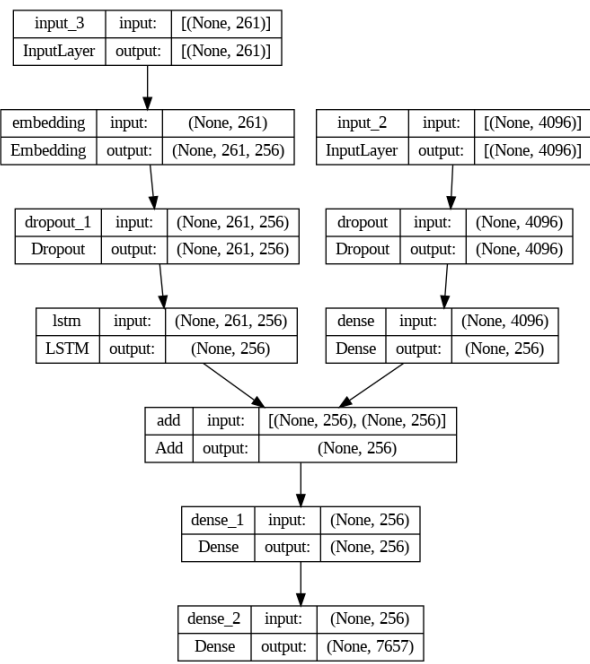 input_3 input: [(None, 261)]
InputLayer output: [(None, 261)]
embedding input: (None, 261)
Embedding output: (None, 261, 256)
input_2 input: [(None, 4096)]
InputLayer output: [(None, 4096)]
dropout_1 input: (None, 261, 256)
Dropout output: (None, 261, 256)
dropout input: (None, 4096)
Dropout output: (None, 4096)
lstm input: (None, 261, 256)
LSTM output: (None, 256)
dense input: (None, 4096)
Dense output: (None, 256)
add input: [(None, 256), (None, 256)]
Add output: (None, 256)
dense_1 input: (None, 256)
Dense output: (None, 256)
dense_2 input: (None, 256)
Dense output: (None, 7657)